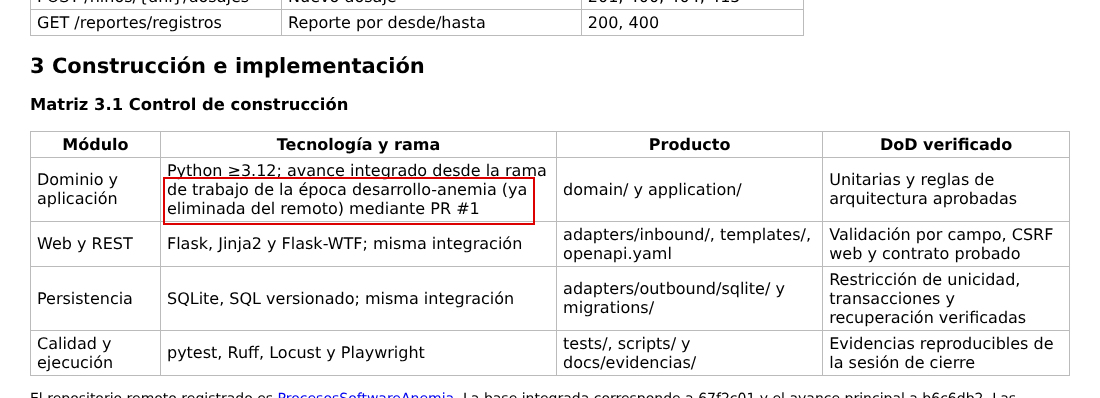 POST /niños/{uri}/dosajes Nuevo dosaje 201, 400, 404, 415
GET /reportes/registros Reporte por desde/hasta 200, 400
3 Construcción e implementación
Matriz 3.1 Control de construcción
Módulo Tecnología y rama Producto DoD verificado
Dominio y aplicación
Python ≥3.12; avance integrado desde la rama
de trabajo de la época desarrollo-anemia (ya
eliminada del remoto) mediante PR #1
domain/ y application/
Unitarias y reglas de
arquitectura aprobadas
Web y REST
Flask, Jinja2 y Flask-WTF; misma integración
adapters/inbound/, templates/,
openapi.yaml
Validación por campo, CSRF
web y contrato probado
Persistencia
SQLite, SQL versionado; misma integración
adapters/outbound/sqlite/ y
migrations/
Restricción de unicidad,
transacciones y
recuperación verificadas
Calidad y
ejecución
pytest, Ruff, Locust y Playwright
tests/, scripts/ y
docs/evidencias/
Evidencias reproducibles de
la sesión de cierre
El repositorio remoto registrado es ProcesosSoftwareAnemia. La base integrada corresponde a 67f2c01 y el avance principal a b6c6db2. Las